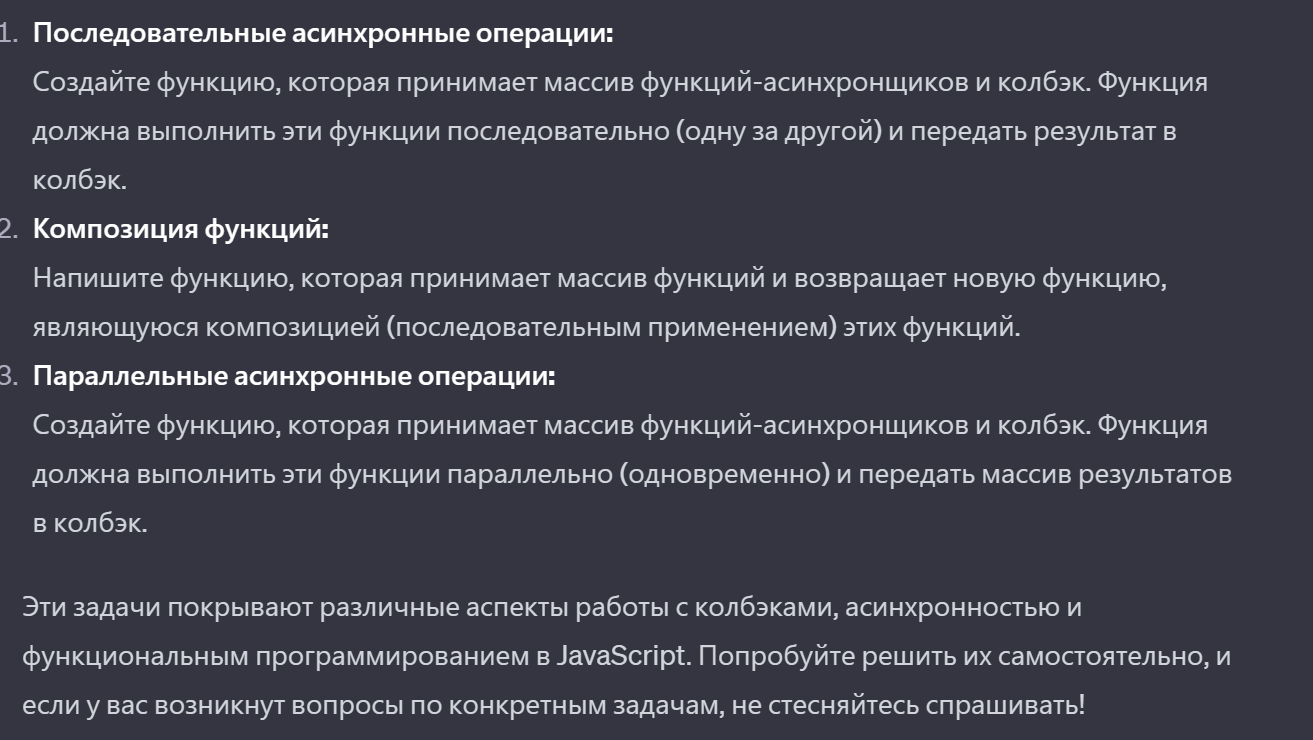 1. Последовательные асинхронные операции:
Создайте функцию, которая принимает массив функций-асинхронщиков и колбэк. Функция
должна выполнить эти функции последовательно (одну за другой) и передать результат в
колбэк.
2. Композиция функций:
Напишите функцию, которая принимает массив функций и возвращает новую функцию,
являющуюся композицией (последовательным применением) этих функций.
3. Параллельные асинхронные операции:
Создайте функцию, которая принимает массив функций-асинхронщиков и колбэк. Функция
должна выполнить эти функции параллельно (одновременно) и передать массив результатов
в колбэк.
Эти задачи покрывают различные аспекты работы с колбэками, асинхронностью и
функциональным программированием в JavaScript. Попробуйте решить их самостоятельно, и
если у вас возникнут вопросы по конкретным задачам, не стесняйтесь спрашивать!